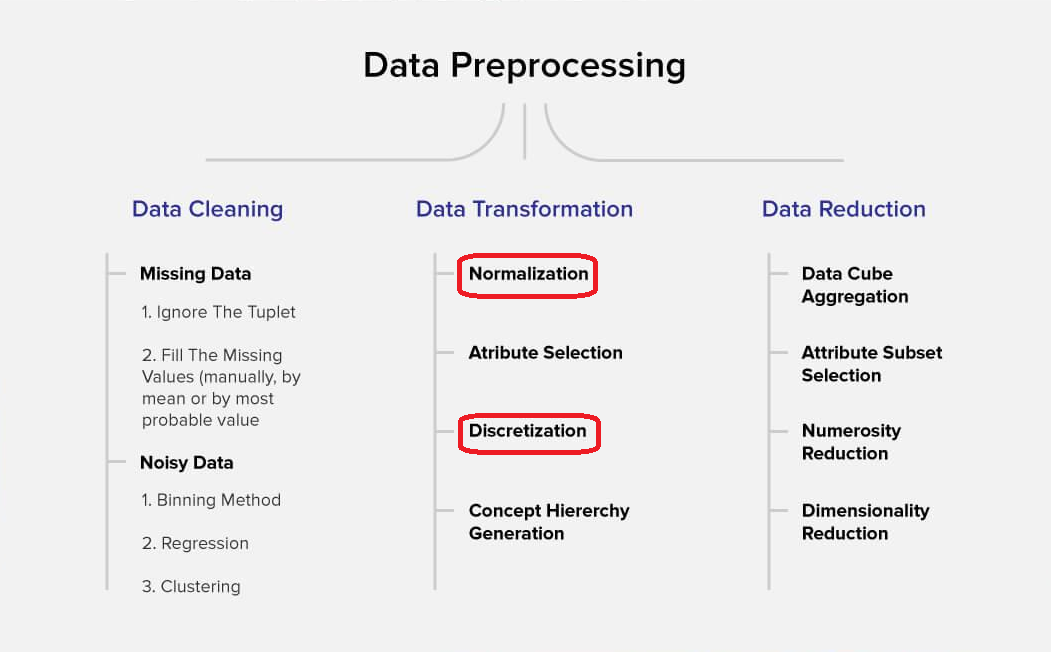 Data Preprocessing
Data Cleaning
Missing Data
1. Ignore The Tuplet
2. Fill The Missing
Values (manually, by
mean or by most
probable value
Noisy Data
1. Binning Method
2. Regression
3. Clustering
Data Transformation
Normalization
Atribute Selection
Discretization
Concept Hiererchy
Generation
Data Reduction
Data Cube
Aggregation
Attribute Subset
Selection
Numerosity
Reduction
Dimensionality
Reduction